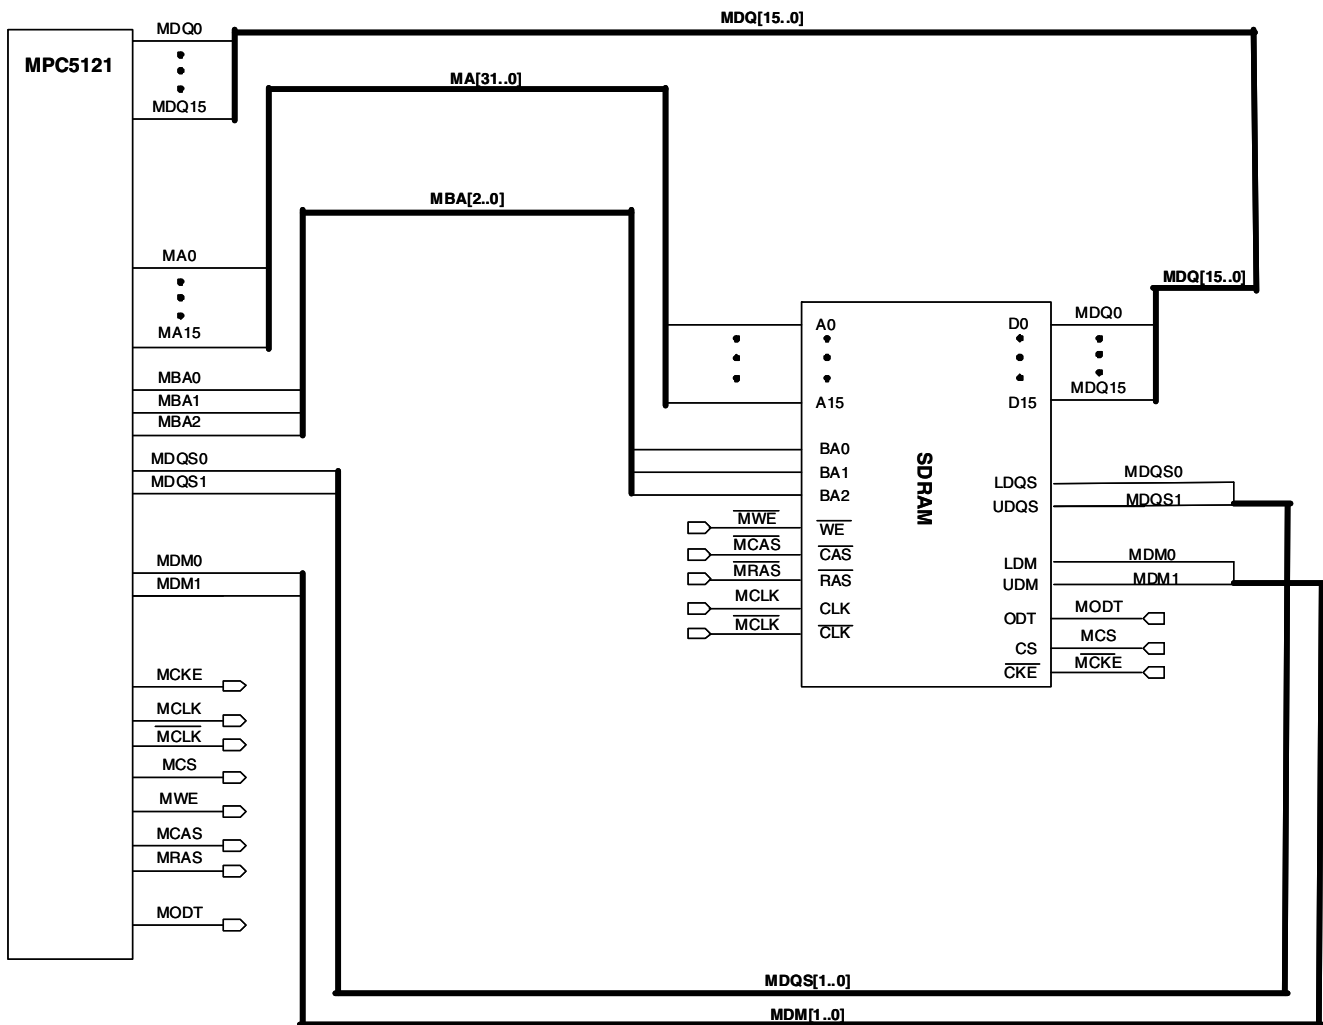 MDQ[15..0]
MDQ0
MPC5121
MA[31..0]
MDQ15
MBA[2..0]
MA0
MDQ[15..0]
MA15
A0
D0
MDQ0
MBA0
MDQ15
MBA1
A15
D15
MBA2
BA0
MDQS0
BA1
LDQS
MDQS0
MDQS1
BA2
UDQS
MDQS1
SDRAM
MWE
WE
MCAS
CAS
LDM
MDM0
MDM0
MRAS
RAS
UDM
MDM1
MDM1
MCLK
CLK
ODT
MODT
MCLK
CLK
CS
MCS
CKE
MCKE
MCKE
MCLK
MCLK
MCS
MWE
MCAS
MRAS
MODT
MDQS[1..0]
MDM[1..0]